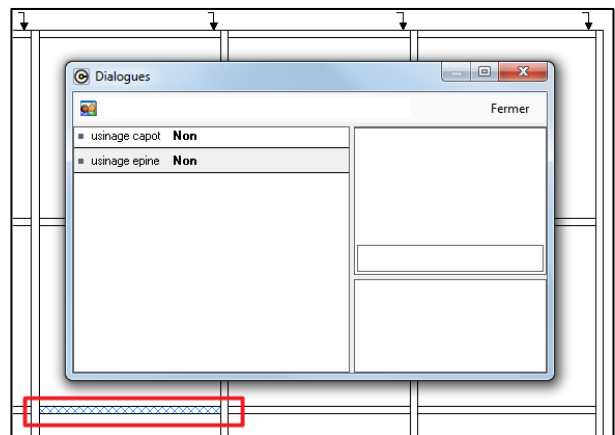 Dialogues
Fermer
usinage capot Non
usinage epine Non